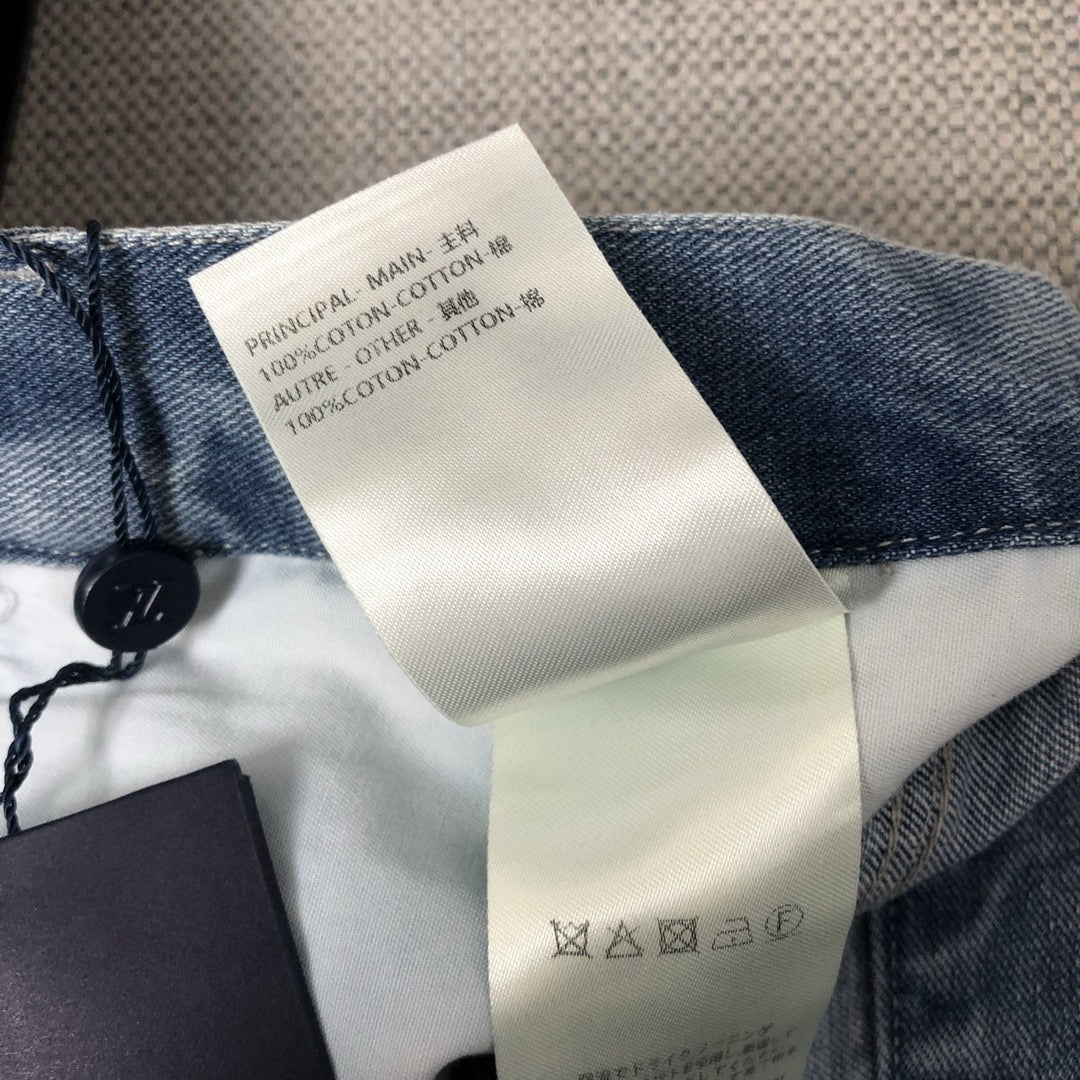 PRINCIPAL- MAIN- 主料
100%COTON-COTTON-棉
AUTRE - OTHER - 其他
100%COTON-COTTON-棉
F